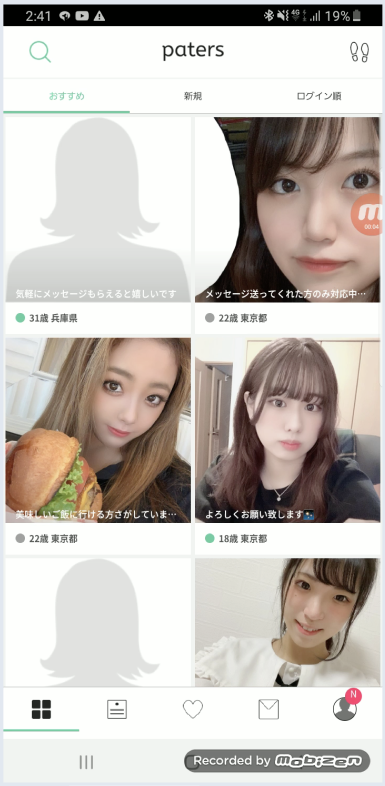 2:41 4G 19%
paters
おすすめ 新規 ログイン順
気軽にメッセージもらえると嬉しいです
メッセージ送ってくれた方のみ対応中…
00:04
31歳 兵庫県
22歳 東京都
美味しいご飯に行ける方さがしていま…
よろしくお願い致します
22歳 東京都
18歳 東京都
N
Recorded by mobizen